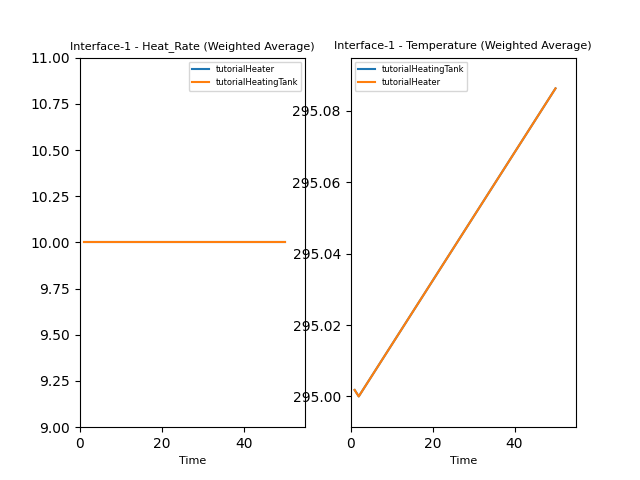 Interface-1 - Heat_Rate (Weighted Average)
tutorialHeater
tutorialHeatingTank
11.00
10.75
10.50
10.25
10.00
9.75
9.50
9.25
9.00
0 20 40
Time
Interface-1 - Temperature (Weighted Average)
tutorialHeatingTank
tutorialHeater
295.08
295.06
295.04
295.02
295.00
0 20 40
Time